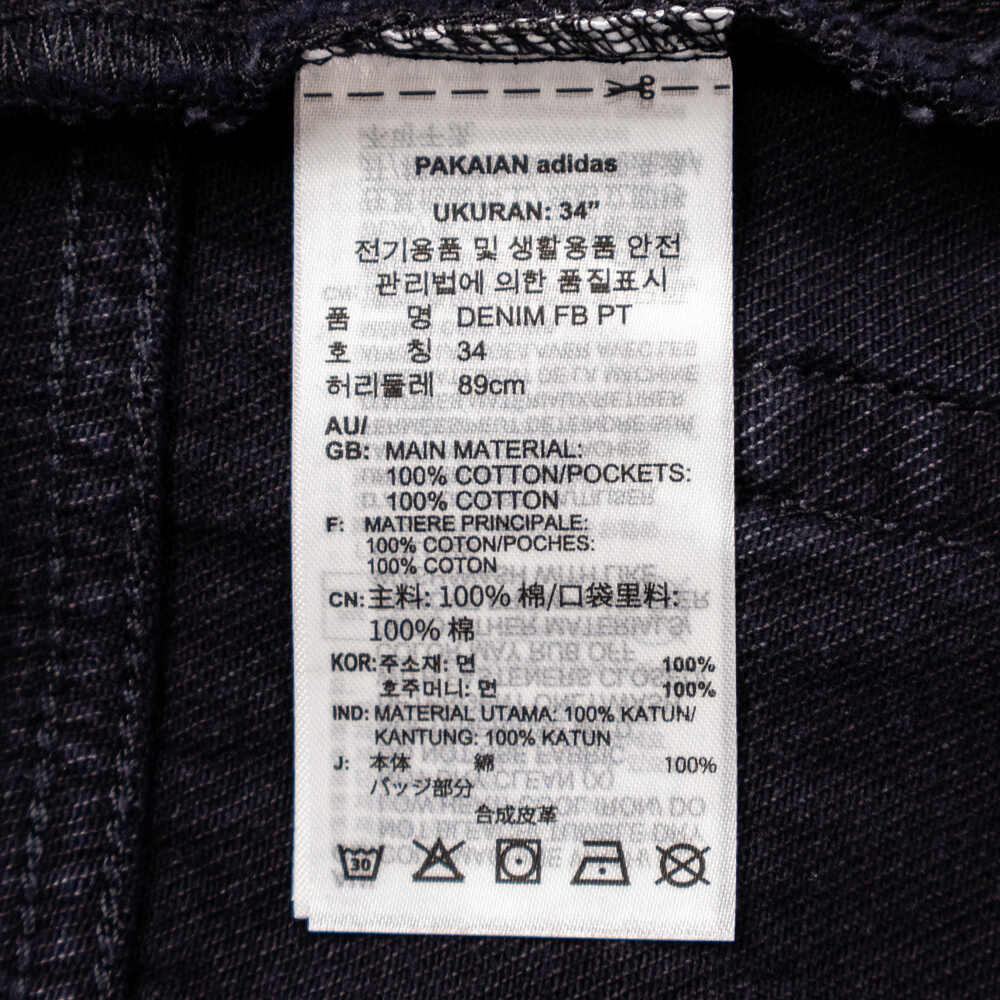 PAKAIAN adidas
UKURAN: 34”
전기용품 및 생활용품 안전
관리법에 의한 품질표시
품 명 DENIM FB PT
호 칭 34
허리둘레 89cm
AU/
GB: MAIN MATERIAL:
100% COTTON/POCKETS:
100% COTTON
F: MATIERE PRINCIPALE:
100% COTON/POCHES:
100% COTON
CN: 主料: 100% 棉/口袋里料:
100% 棉
KOR: 주소재: 면 100%
호주머니: 면 100%
IND: MATERIAL UTAMA: 100% KATUN/
KANTUNG: 100% KATUN
J: 本体 綿 100%
バッジ部分
合成皮革
30